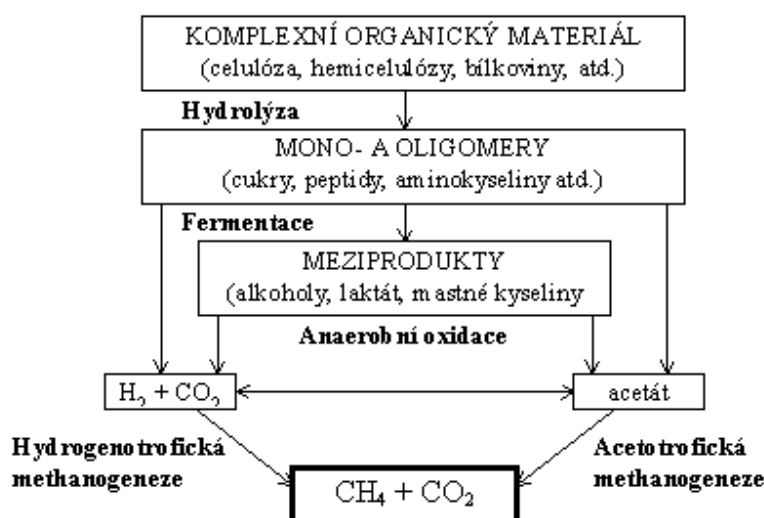 KOMPLEXNÍ ORGANICKÝ MATERIÁL
(celulóza, hemicelulózy, bílkoviny, atd.)
Hydrolýza
MONO- A OLIGOMERY
(cukry, peptidy, aminokyseliny atd.)
Fermentace
MEZIPRODUKTY
(alkoholy, laktát, mastné kyseliny
Anaerobní oxidace
H₂ + CO₂
acetát
Hydrogenotrofická
methanogeneze
Acetotrofická
methanogeneze
CH₄ + CO₂